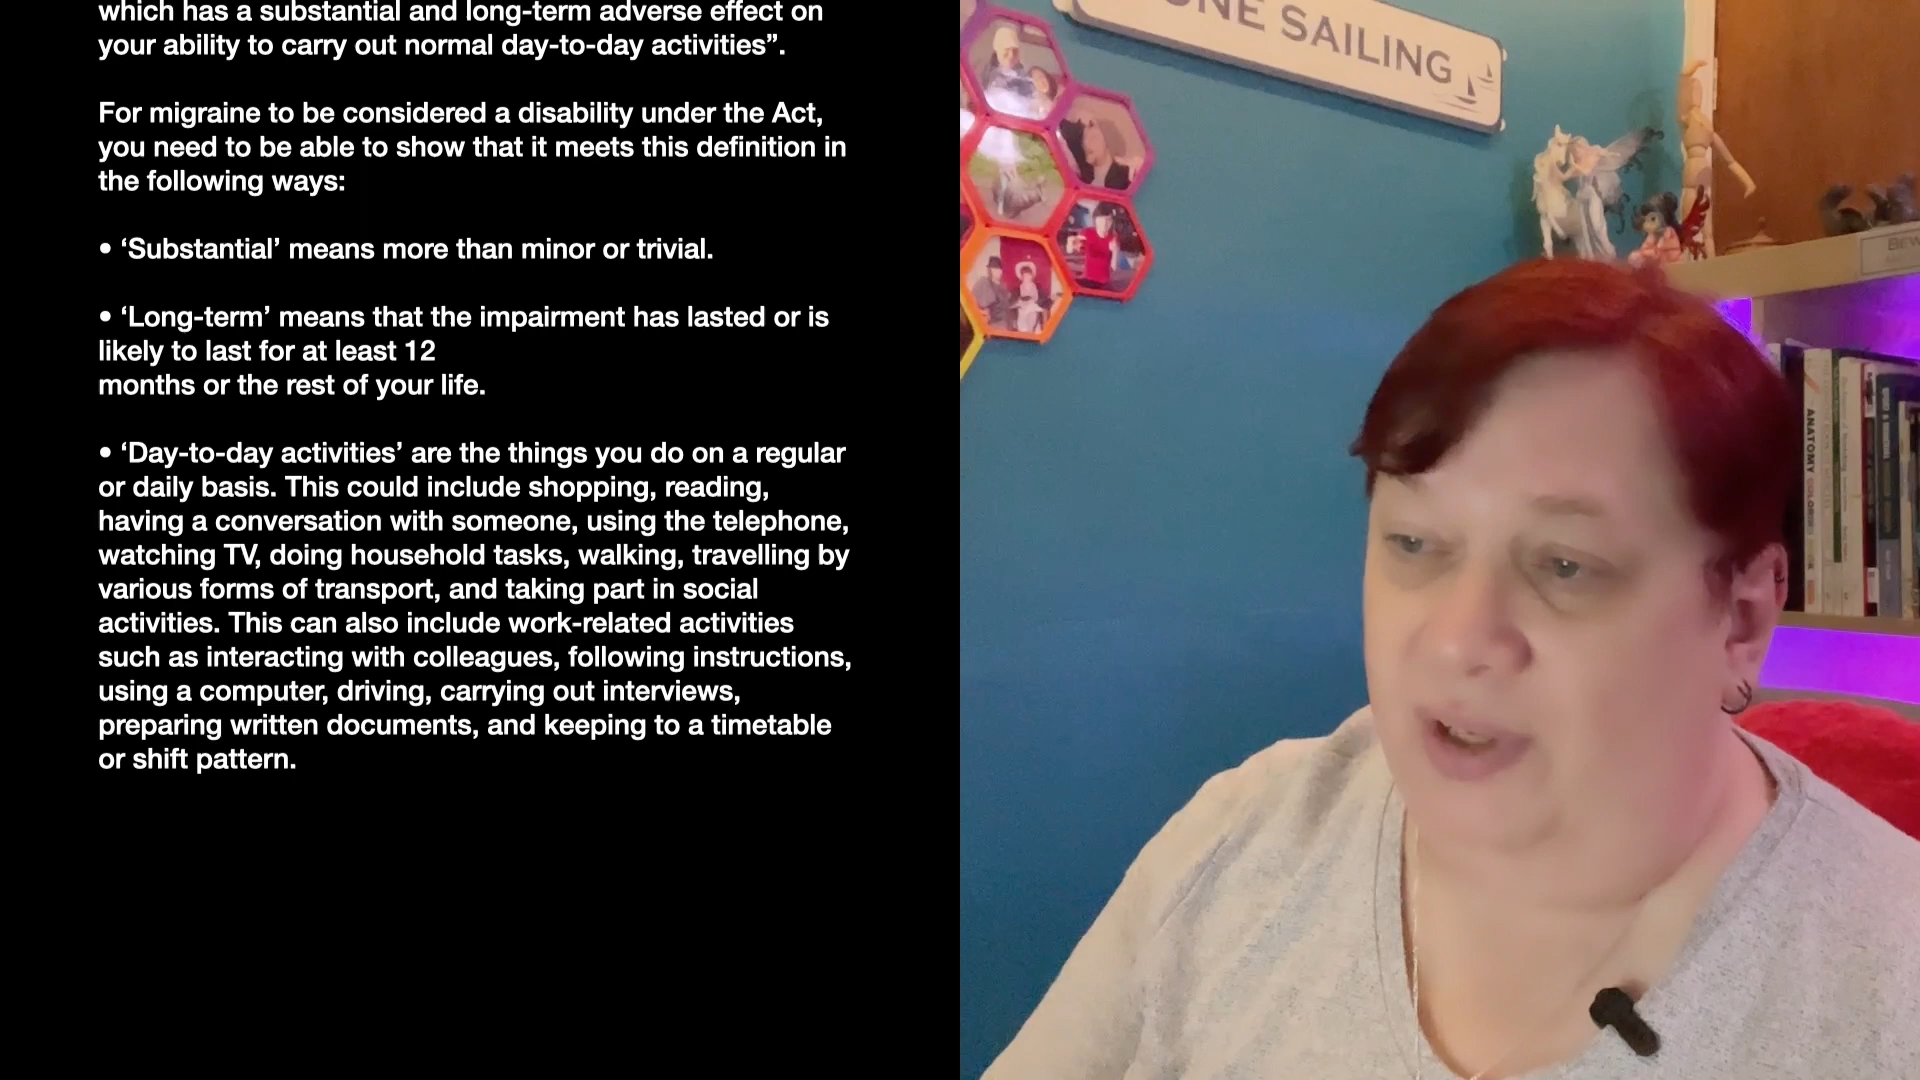 which has a substantial and long-term adverse effect on
your ability to carry out normal day-to-day activities”.
For migraine to be considered a disability under the Act,
you need to be able to show that it meets this definition in
the following ways:
• ‘Substantial’ means more than minor or trivial.
• ‘Long-term’ means that the impairment has lasted or is
likely to last for at least 12
months or the rest of your life.
• ‘Day-to-day activities’ are the things you do on a regular
or daily basis. This could include shopping, reading,
having a conversation with someone, using the telephone,
watching TV, doing household tasks, walking, travelling by
various forms of transport, and taking part in social
activities. This can also include work-related activities
such as interacting with colleagues, following instructions,
using a computer, driving, carrying out interviews,
preparing written documents, and keeping to a timetable
or shift pattern.
SAILING
ANATOMY